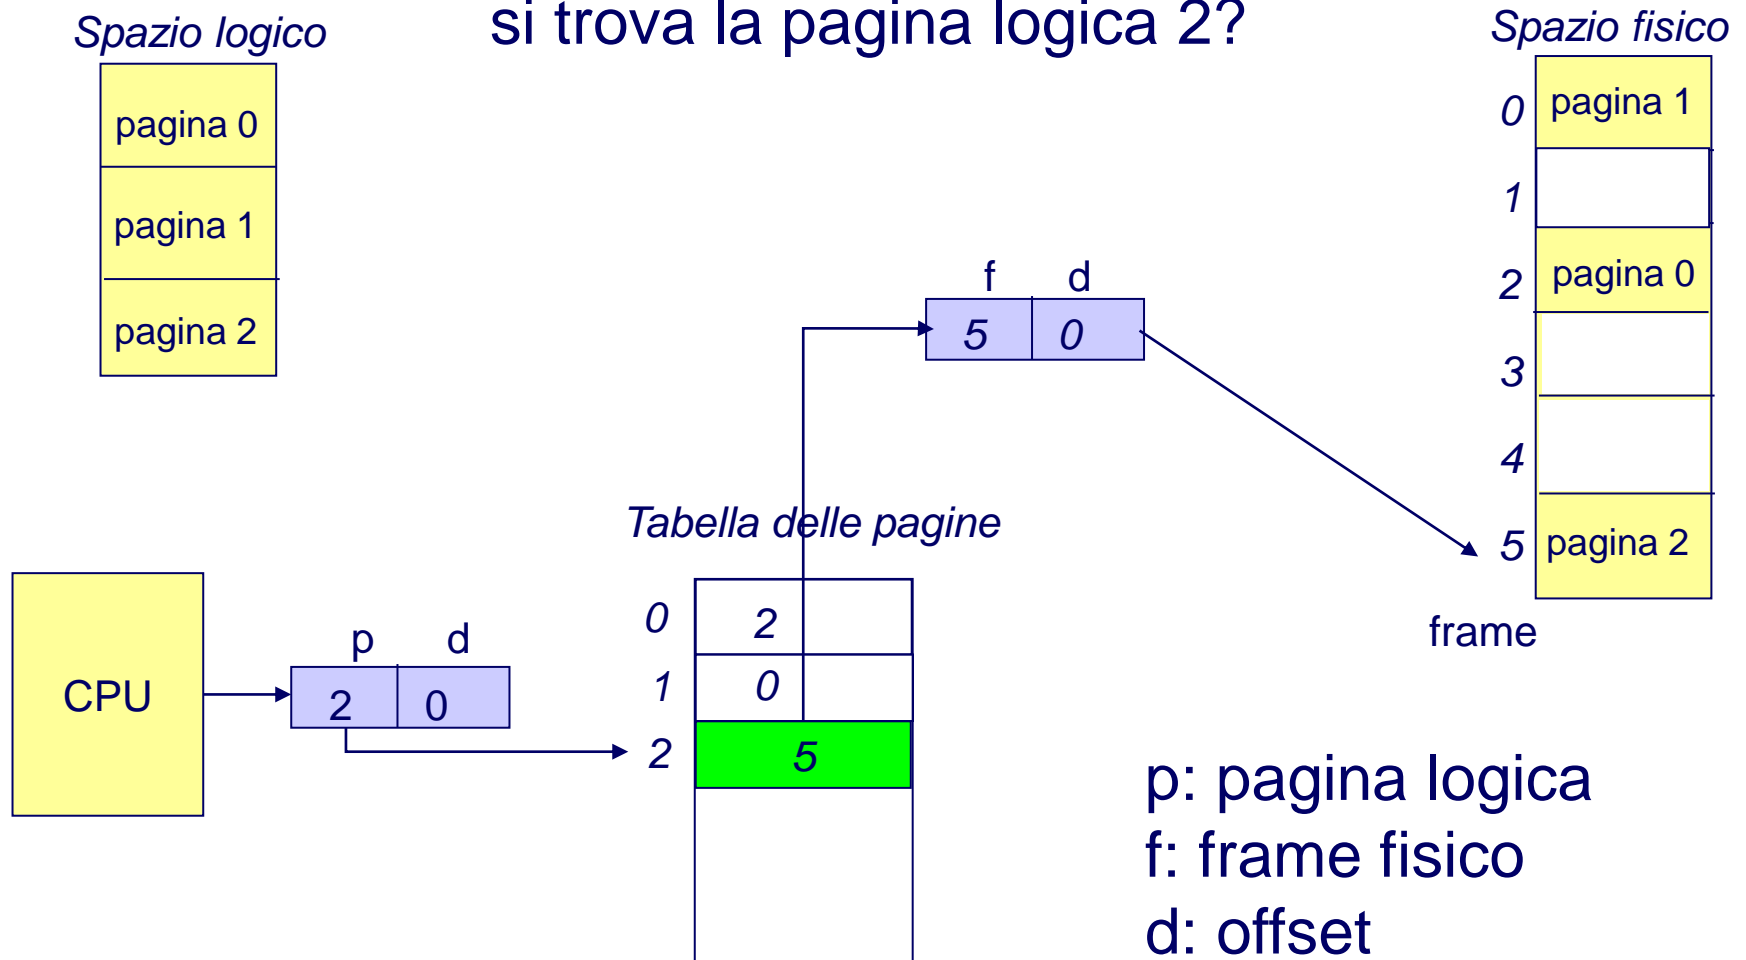 si trova la pagina logica 2?
Spazio logico
pagina 0
pagina 1
pagina 2
Spazio fisico
0 pagina 1
1
2 pagina 0
3
4
5 pagina 2
frame
f d
5 0
Tabella delle pagine
0 2
1 0
2 5
CPU
p d
2 0
p: pagina logica
f: frame fisico
d: offset